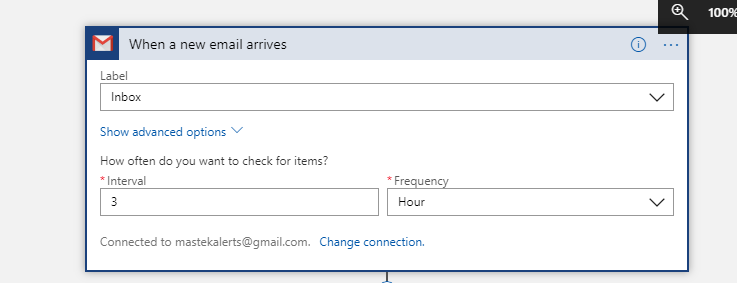 100%
When a new email arrives
Label
Inbox
Show advanced options
How often do you want to check for items?
* Interval
* Frequency
3
Hour
Connected to mastekalerts@gmail.com. Change connection.